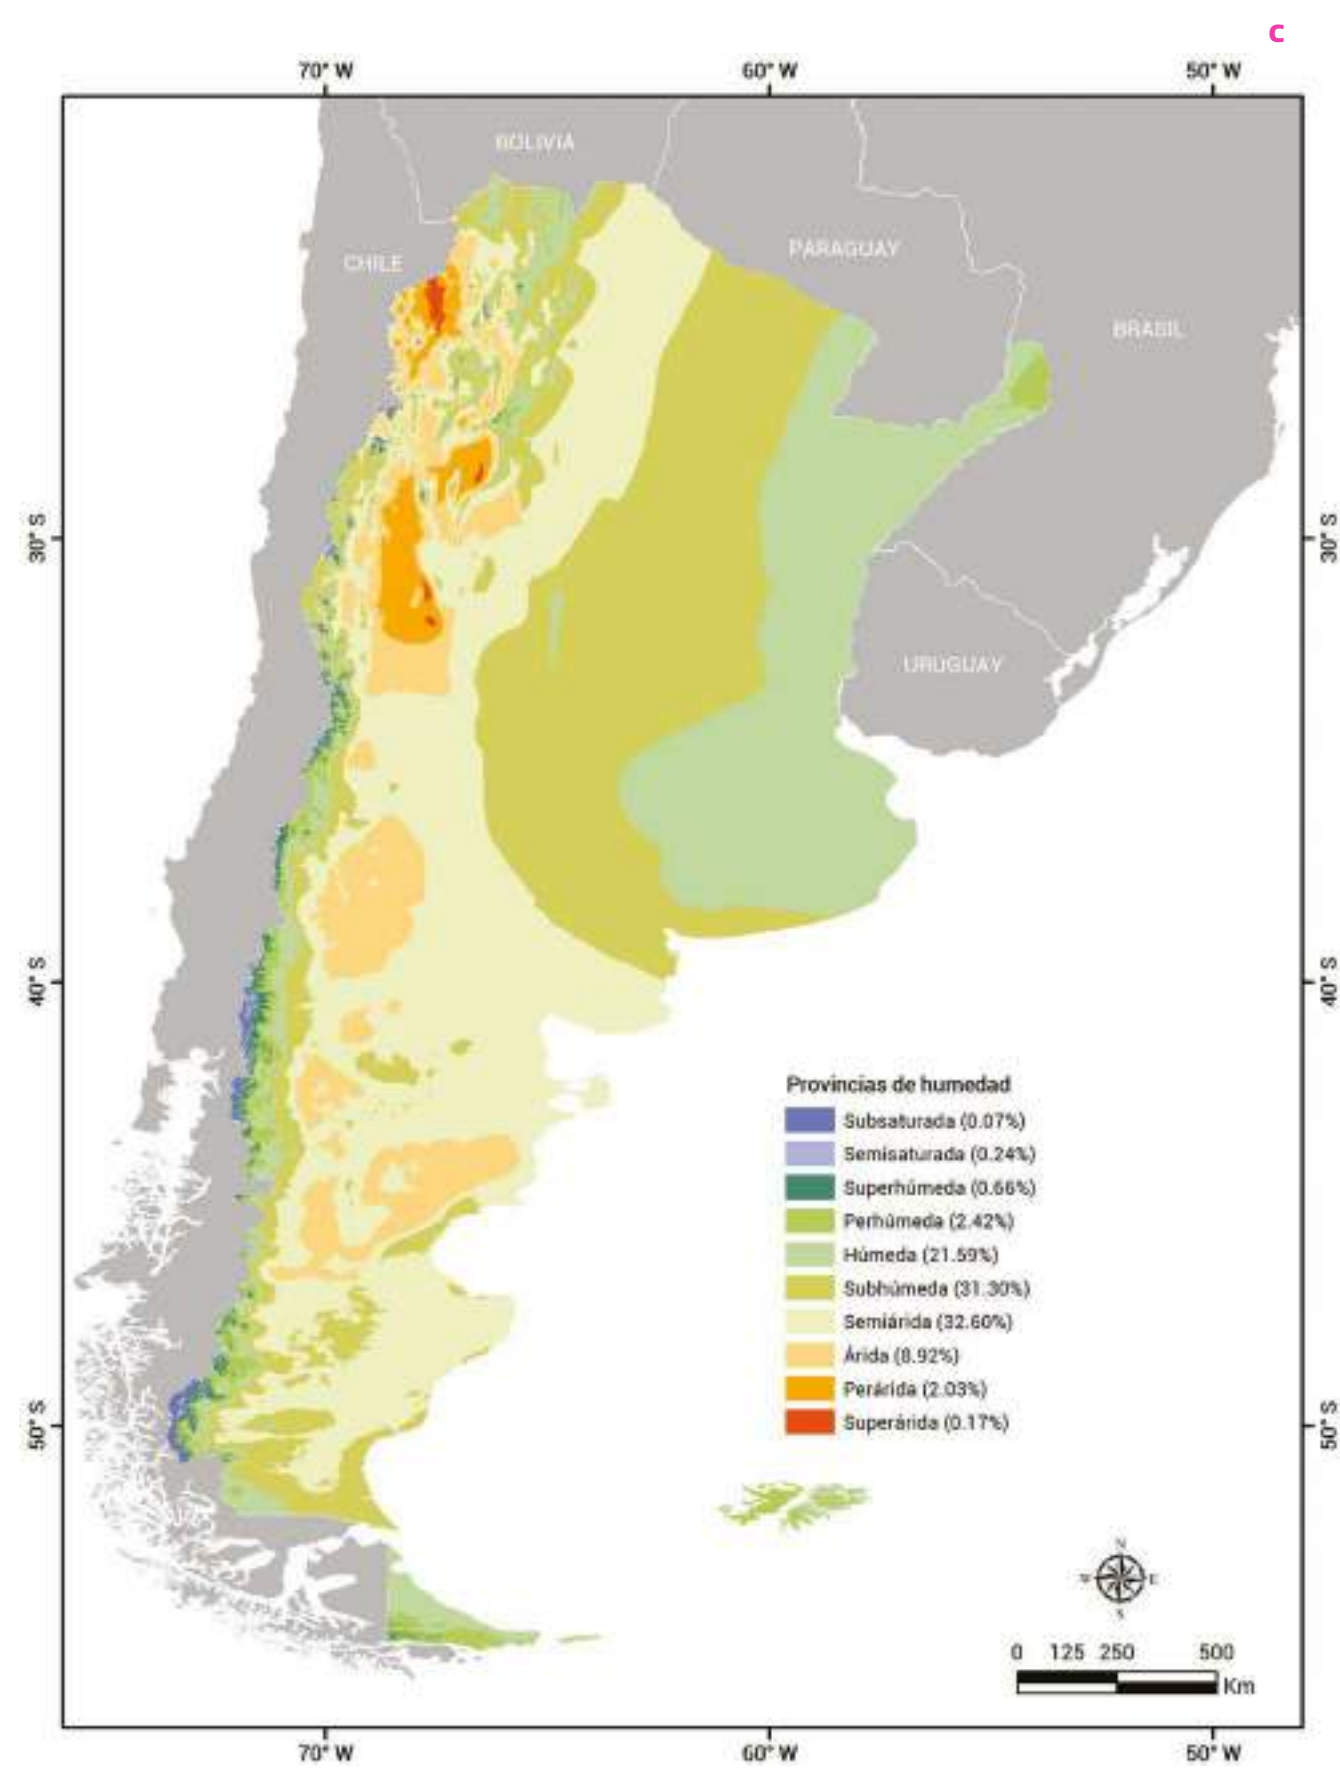 c
70° W 60° W 50° W
BOLIVIA
PARAGUAY
CHILE
BRASIL
30° S 30° S
URUGUAY
40° S 40° S
Provincias de humedad
Subsaturada (0.07%)
Semisaturada (0.24%)
Superhúmeda (0.66%)
Perhúmeda (2.42%)
Húmeda (21.59%)
Subhúmeda (31.30%)
Semiárida (32.60%)
Árida (8.92%)
Perárida (2.03%)
Superárida (0.17%)
50° S 50° S
N
W E
S
0 125 250 500
Km
70° W 60° W 50° W